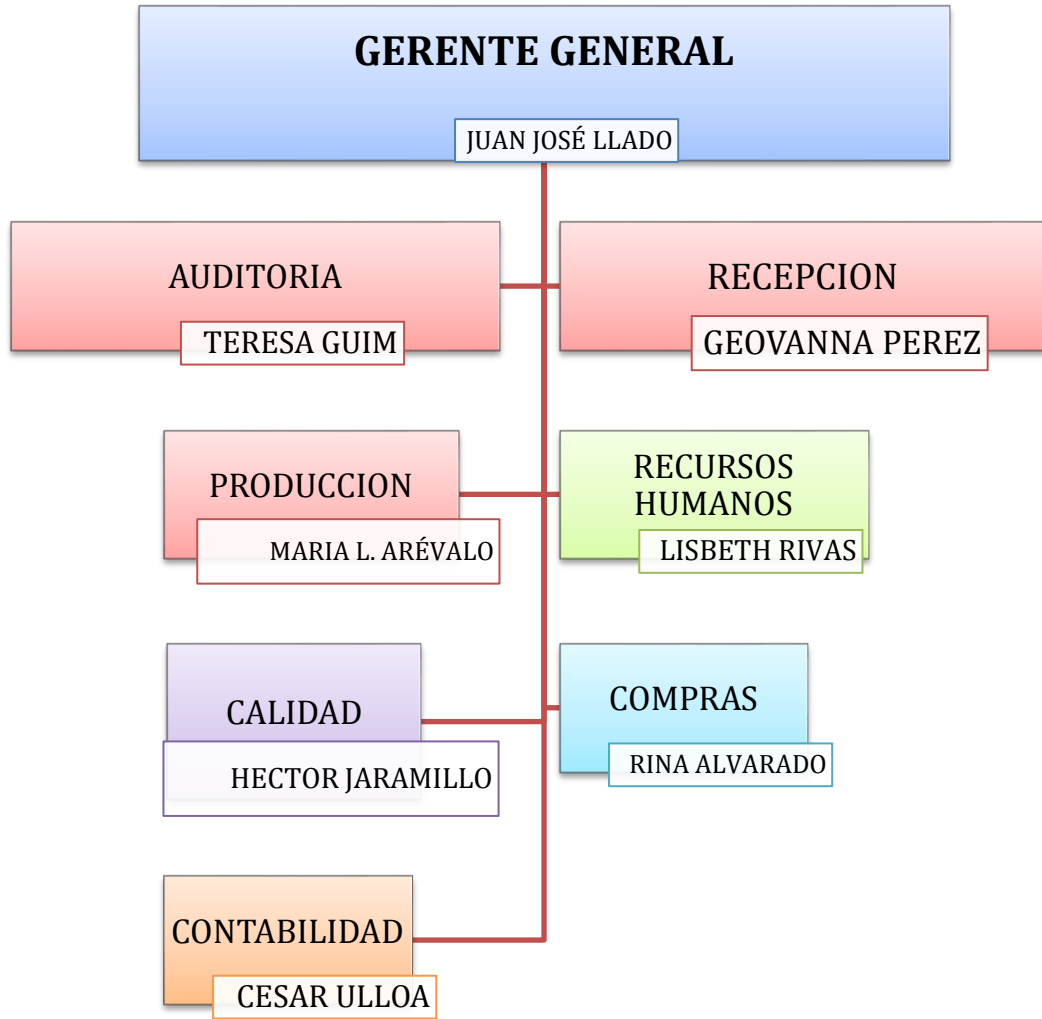 GERENTE GENERAL
JUAN JOSÉ LLADO
AUDITORIA
TERESA GUIM
RECEPCION
GEOVANNA PEREZ
PRODUCCION
MARIA L. ARÉVALO
RECURSOS
HUMANOS
LISBETH RIVAS
CALIDAD
HECTOR JARAMILLO
COMPRAS
RINA ALVARADO
CONTABILIDAD
CESAR ULLOA